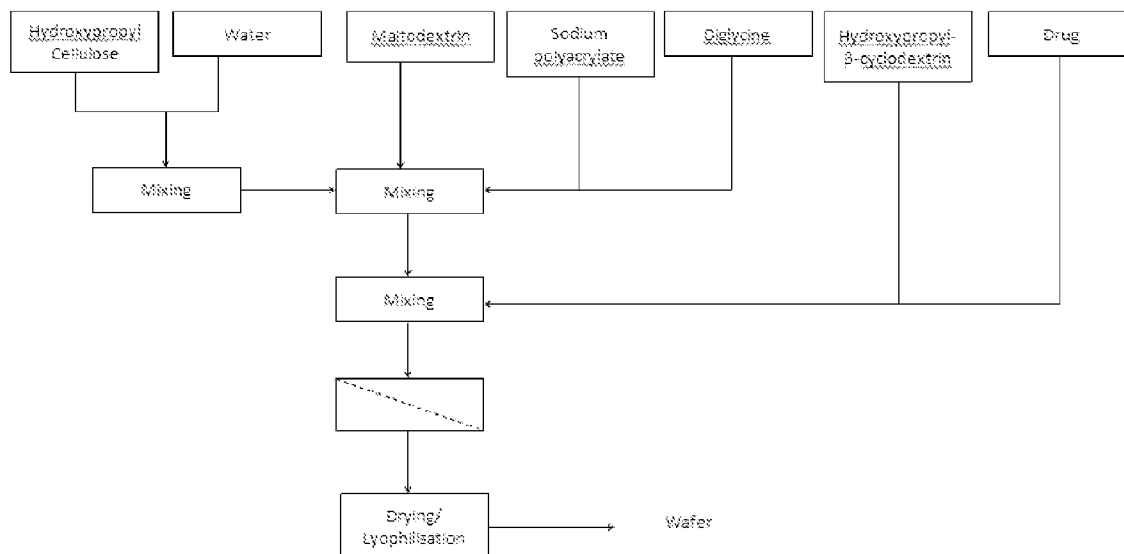 Hydroxypropyl
Cellulose
Water
Maltodextrin
Sodium
polyacrylate
Diglycine
Hydroxypropyl-
β-cyclodextrin
Drug
Mixing
Mixing
Mixing
Drying/
Lyophilisation
Wafer